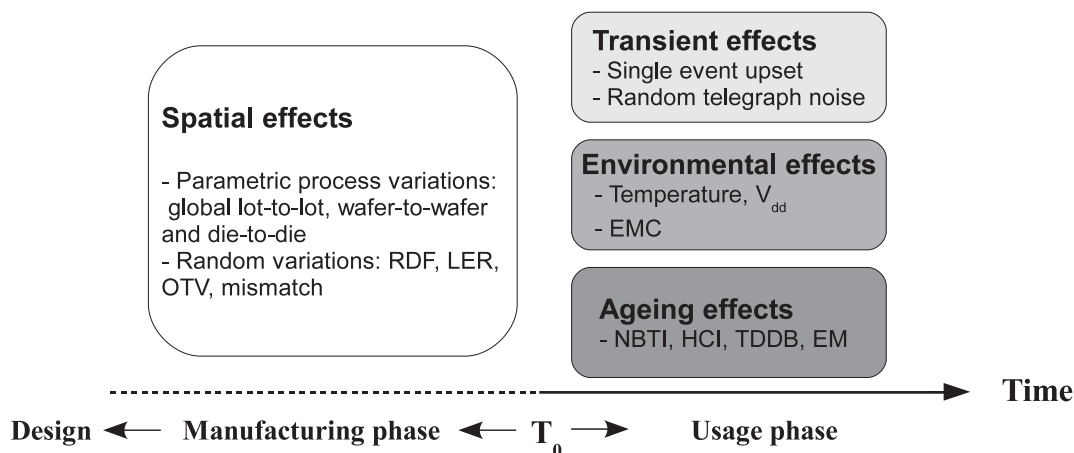 Spatial effects
- Parametric process variations:
global lot-to-lot, wafer-to-wafer
and die-to-die
- Random variations: RDF, LER,
OTV, mismatch
Transient effects
- Single event upset
- Random telegraph noise
Environmental effects
- Temperature, Vdd
- EMC
Ageing effects
- NBTI, HCI, TDDB, EM
Time
Design Manufacturing phase T0 Usage phase